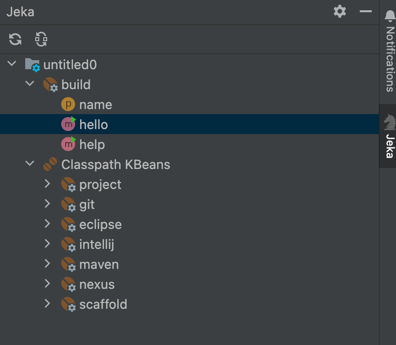 Jeka
Notifications
untitled0
build
p name
m hello
m help
Jeka
Classpath KBeans
project
git
eclipse
intellij
maven
nexus
scaffold